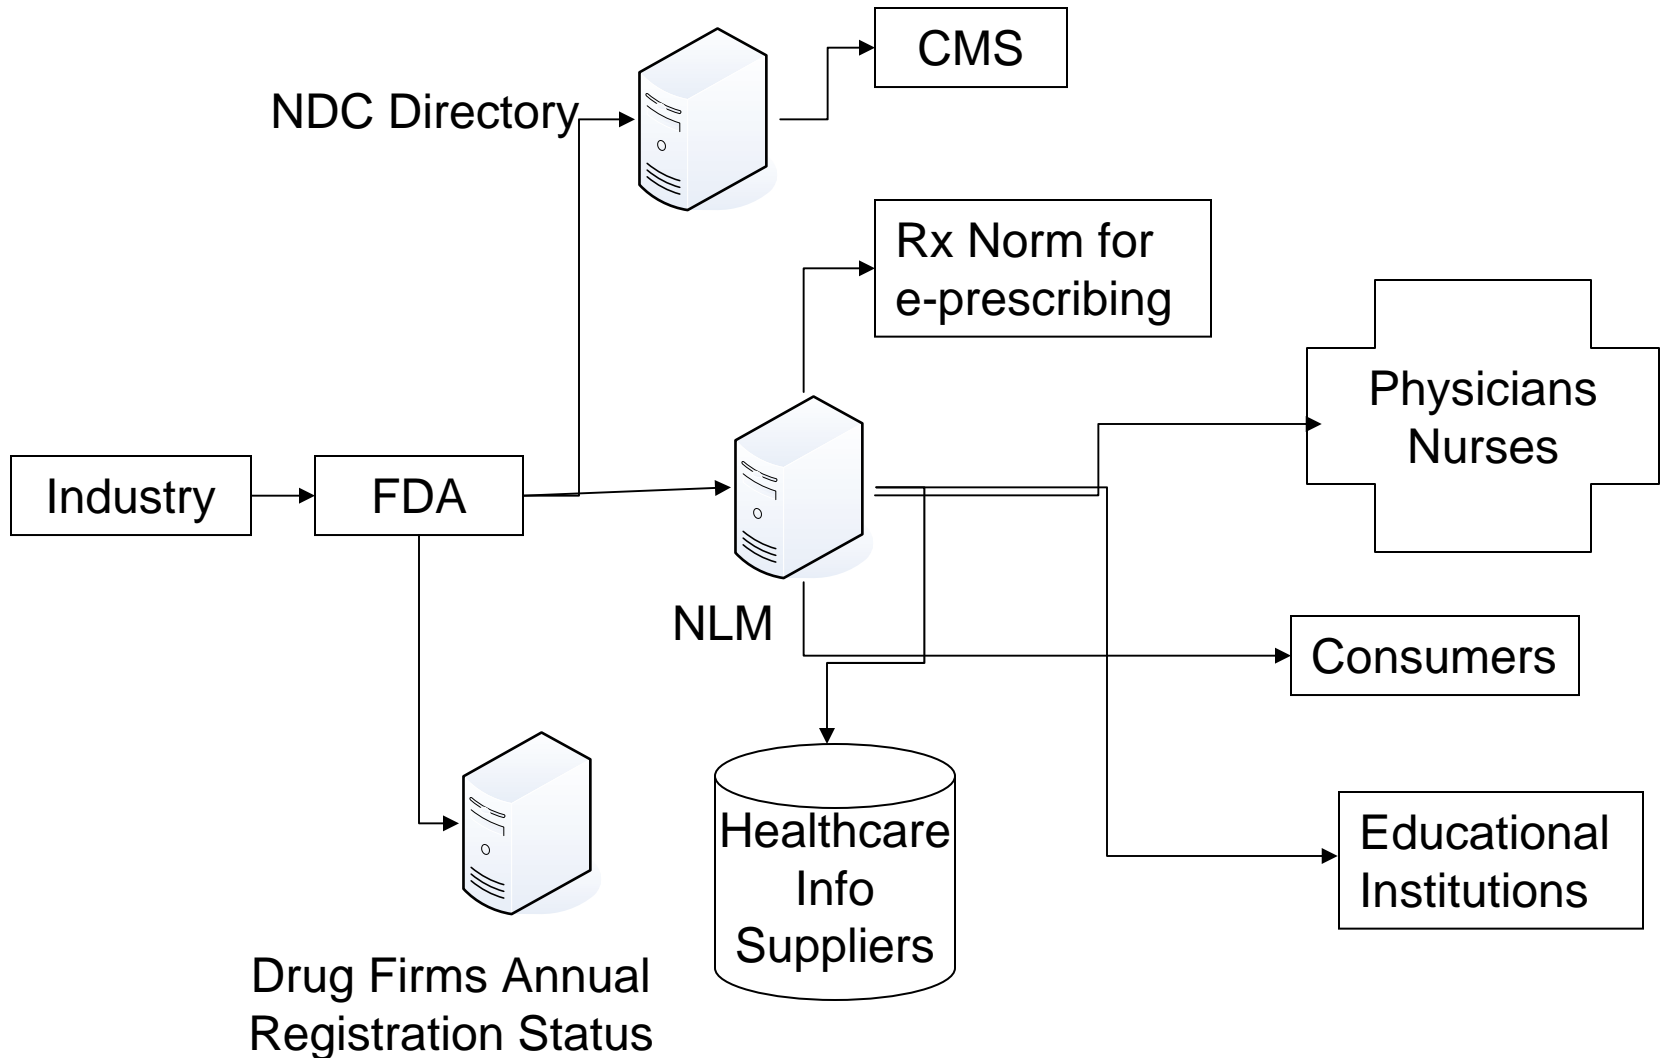 CMS
NDC Directory
Rx Norm for
e-prescribing
Physicians
Nurses
Industry
FDA
NLM
Consumers
Healthcare
Info
Suppliers
Educational
Institutions
Drug Firms Annual
Registration Status